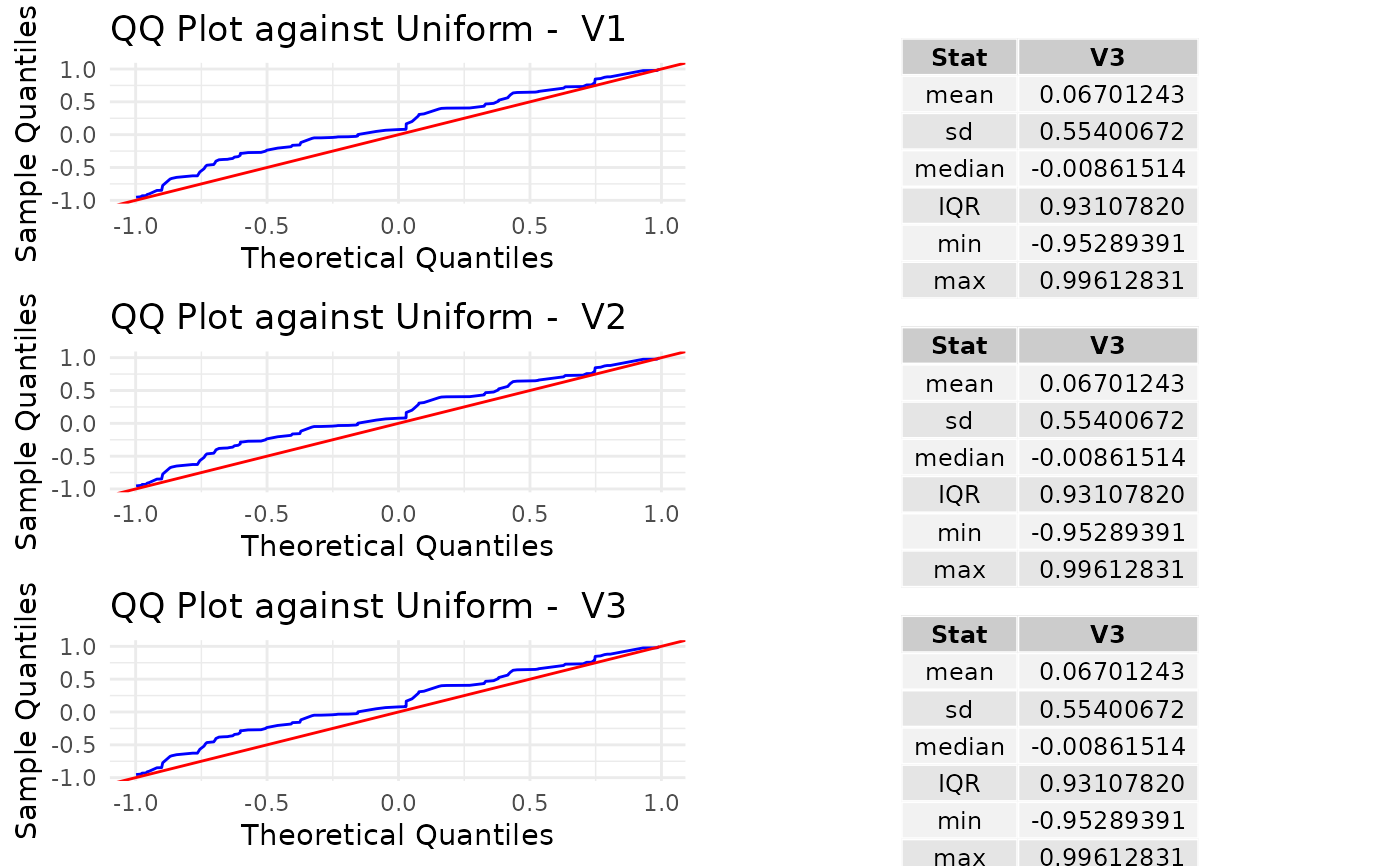 QQ Plot against Uniform -  V1
Sample Quantiles
1.0
0.5
0.0
-0.5
-1.0
-1.0 -0.5 0.0 0.5 1.0
Theoretical Quantiles
Stat V3
mean 0.06701243
sd 0.55400672
median -0.00861514
IQR 0.93107820
min -0.95289391
max 0.99612831
QQ Plot against Uniform -  V2
Sample Quantiles
1.0
0.5
0.0
-0.5
-1.0
-1.0 -0.5 0.0 0.5 1.0
Theoretical Quantiles
Stat V3
mean 0.06701243
sd 0.55400672
median -0.00861514
IQR 0.93107820
min -0.95289391
max 0.99612831
QQ Plot against Uniform -  V3
Sample Quantiles
1.0
0.5
0.0
-0.5
-1.0
-1.0 -0.5 0.0 0.5 1.0
Theoretical Quantiles
Stat V3
mean 0.06701243
sd 0.55400672
median -0.00861514
IQR 0.93107820
min -0.95289391
max 0.99612831